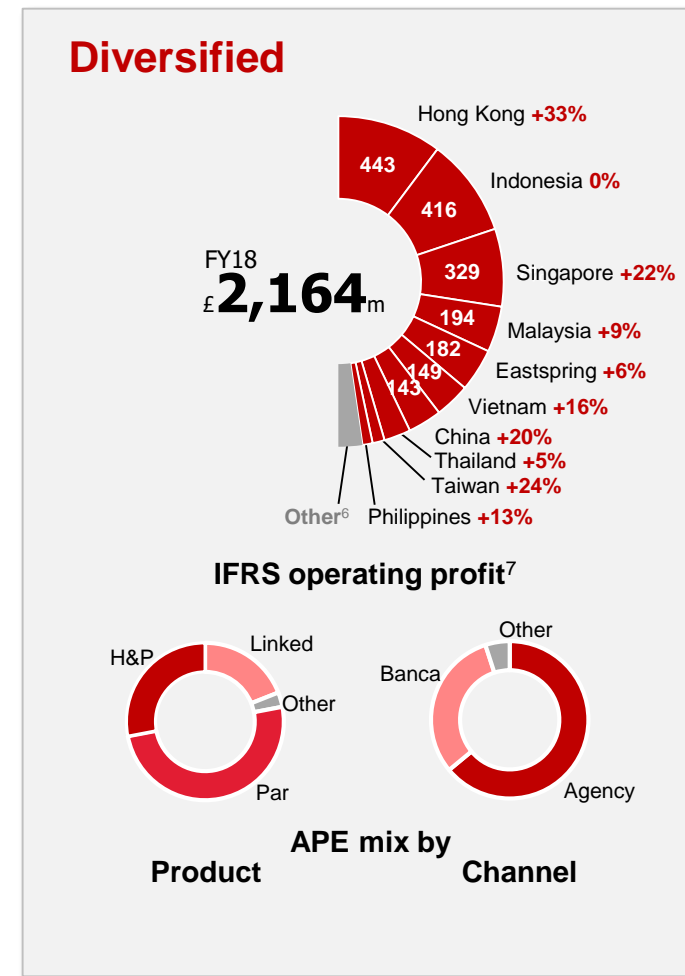 Diversified
Hong Kong +33%
443
Indonesia 0%
416
FY18
£2,164m
329
Singapore +22%
194
Malaysia +9%
182
Eastspring +6%
149
Vietnam +16%
143
China +20%
Thailand +5%
Taiwan +24%
Other⁶
Philippines +13%
IFRS operating profit⁷
H&P
Linked
Other
Par
Other
Banca
Agency
APE mix by
Product
Channel